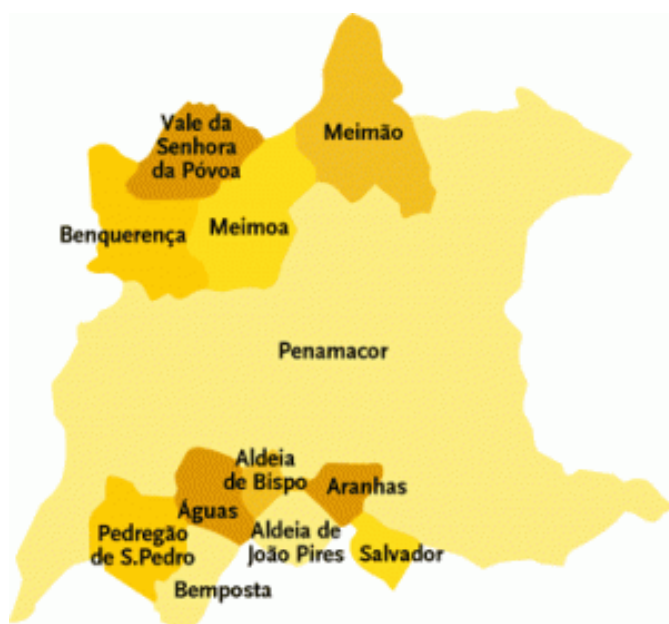 Vale da
Senhora
da Póvoa
Meimão
Benquerença
Meimoa
Penamacor
Aldeia
de Bispo
Aranhas
Águas
Pedregão
de S.Pedro
Aldeia de
João Pires
Salvador
Bemposta